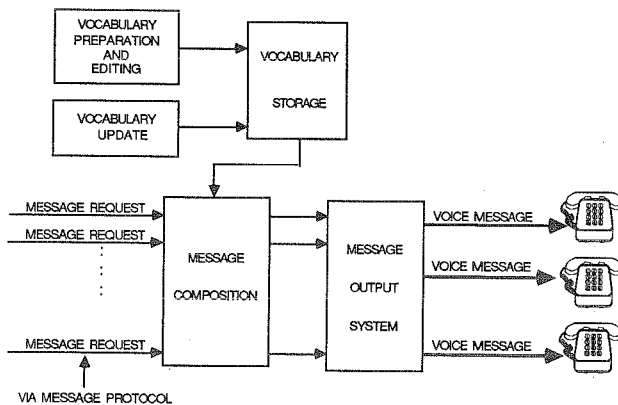 VOCABULARY
PREPARATION
AND
EDITING
VOCABULARY
STORAGE
VOCABULARY
UPDATE
MESSAGE REQUEST
MESSAGE REQUEST
MESSAGE REQUEST
VIA MESSAGE PROTOCOL
MESSAGE
COMPOSITION
MESSAGE
OUTPUT
SYSTEM
VOICE MESSAGE
VOICE MESSAGE
VOICE MESSAGE